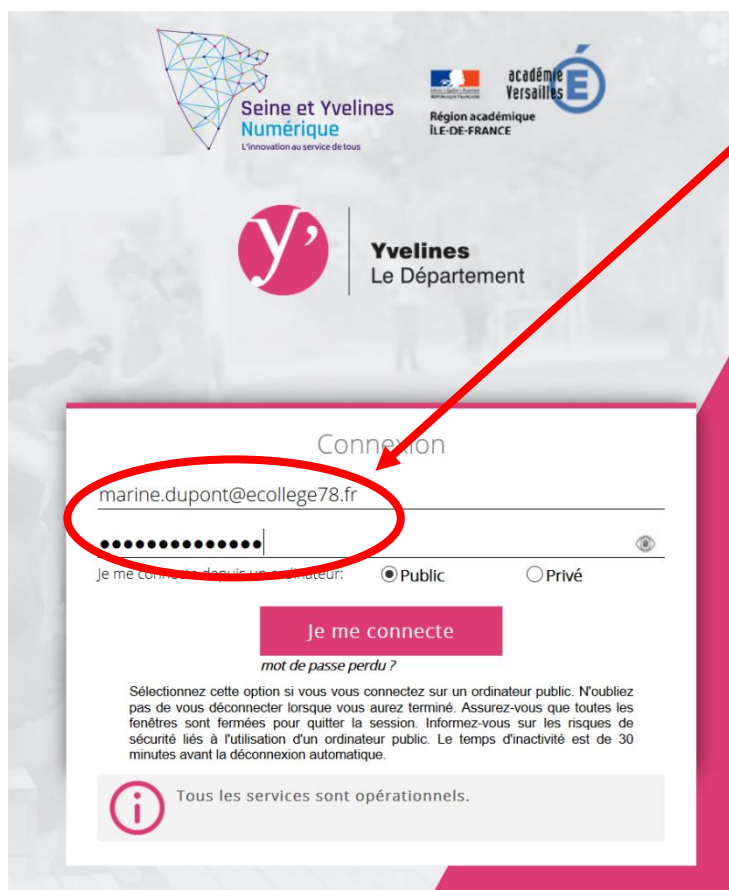 Seine et Yvelines
Numérique
L'innovation au service de tous
RÉPUBLIQUE FRANÇAISE
académie
Versailles
Région académique
ÎLE-DE-FRANCE
y'
Yvelines
Le Département
Connexion
marine.dupont@ecollege78.fr
●●●●●●●●●●●●●●
Je me connecte depuis un ordinateur:
Public
Privé
Je me connecte
mot de passe perdu ?
Sélectionnez cette option si vous vous connectez sur un ordinateur public. N'oubliez
pas de vous déconnecter lorsque vous aurez terminé. Assurez-vous que toutes les
fenêtres sont fermées pour quitter la session. Informez-vous sur les risques de
sécurité liés à l'utilisation d'un ordinateur public. Le temps d'inactivité est de 30
minutes avant la déconnexion automatique.
Tous les services sont opérationnels.